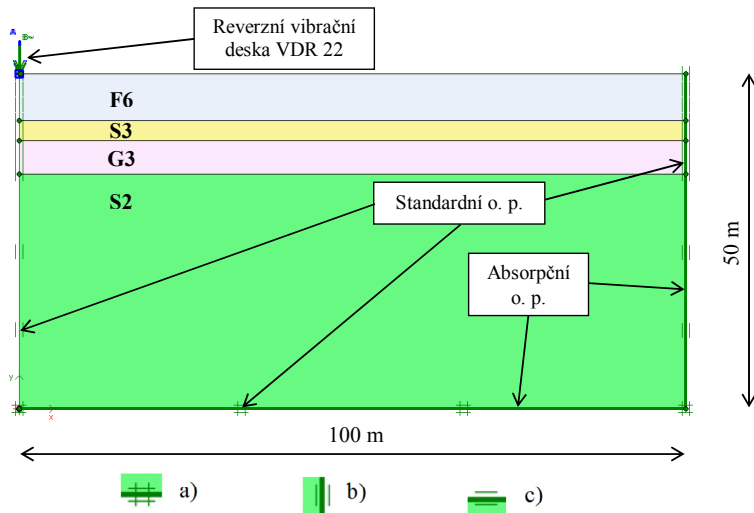 Reverzní vibrační
deska VDR 22
A
F6
S3
G3
S2
Standardní o. p.
Absorpční
o. p.
50 m
y
x
100 m
a)
b)
c)